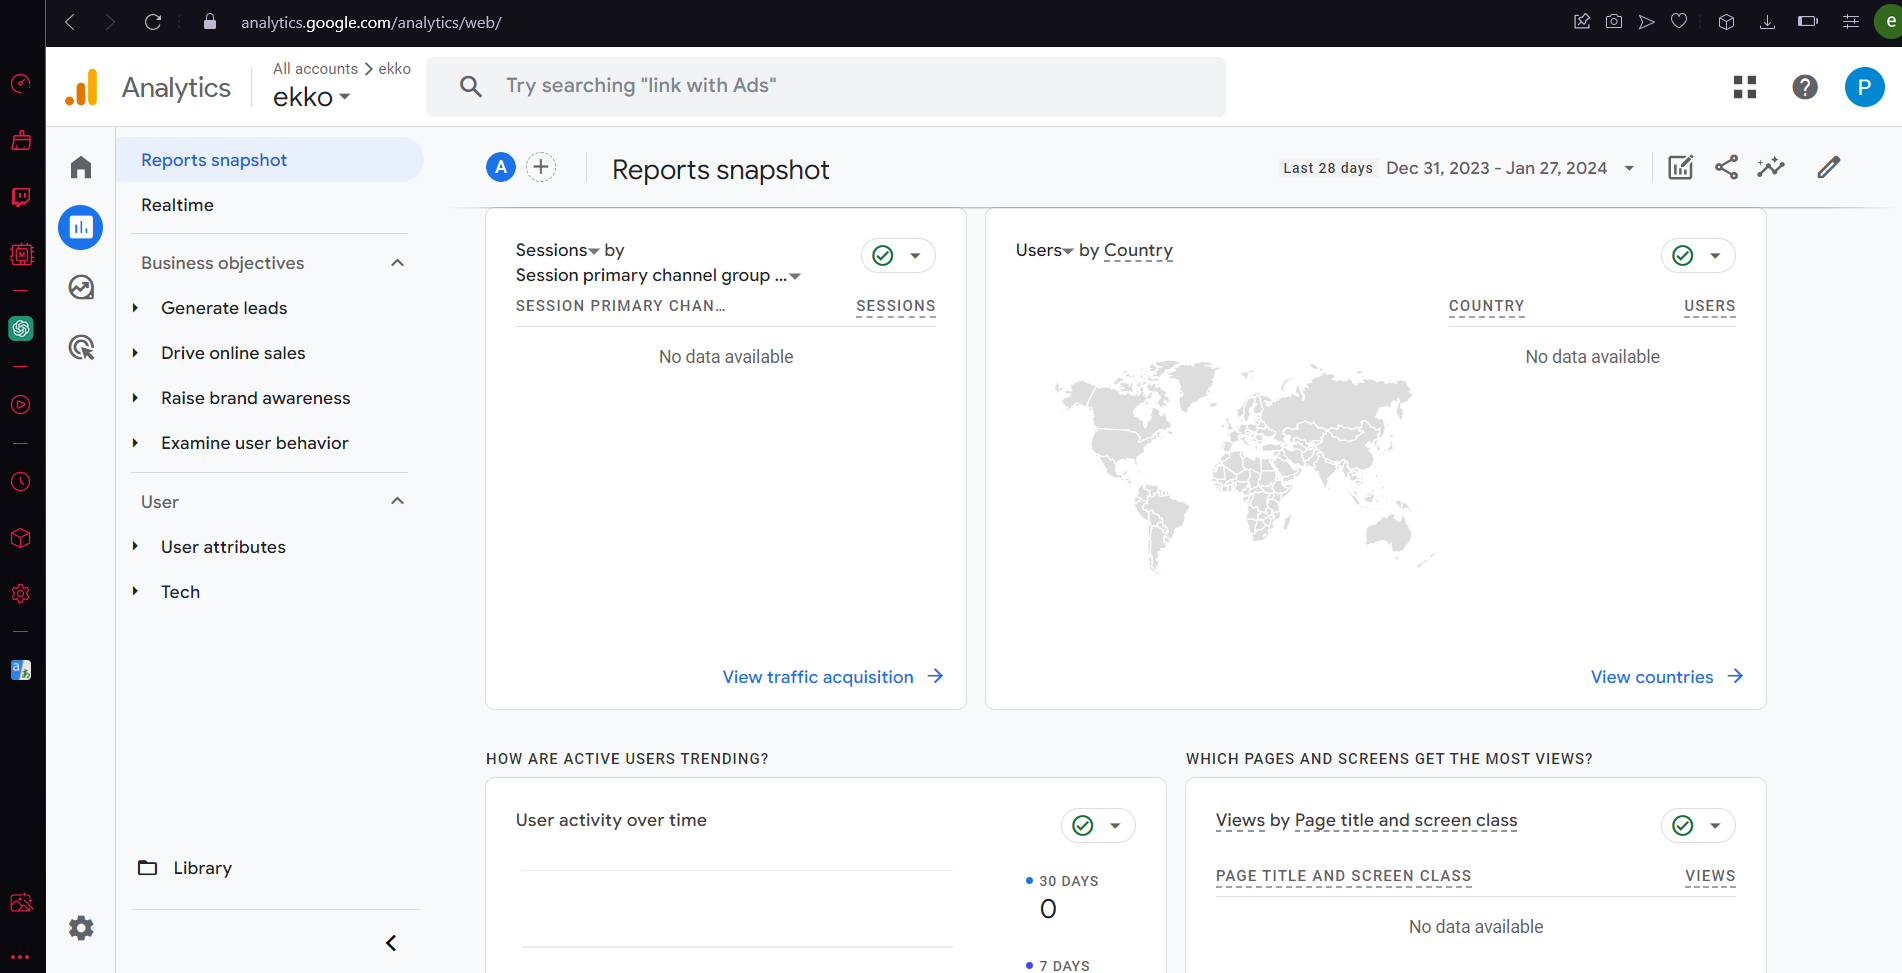 analytics.google.com/analytics/web/
e
Analytics
All accounts > ekko
ekko
Try searching "link with Ads"
P
Reports snapshot
Realtime
Business objectives
Generate leads
Drive online sales
Raise brand awareness
Examine user behavior
User
User attributes
Tech
Library
A
Reports snapshot
Last 28 days Dec 31, 2023 - Jan 27, 2024
Sessions by
Session primary channel group ...
SESSION PRIMARY CHAN... SESSIONS
No data available
View traffic acquisition
Users by Country
COUNTRY USERS
No data available
View countries
HOW ARE ACTIVE USERS TRENDING?
User activity over time
30 DAYS
0
7 DAYS
WHICH PAGES AND SCREENS GET THE MOST VIEWS?
Views by Page title and screen class
PAGE TITLE AND SCREEN CLASS VIEWS
No data available